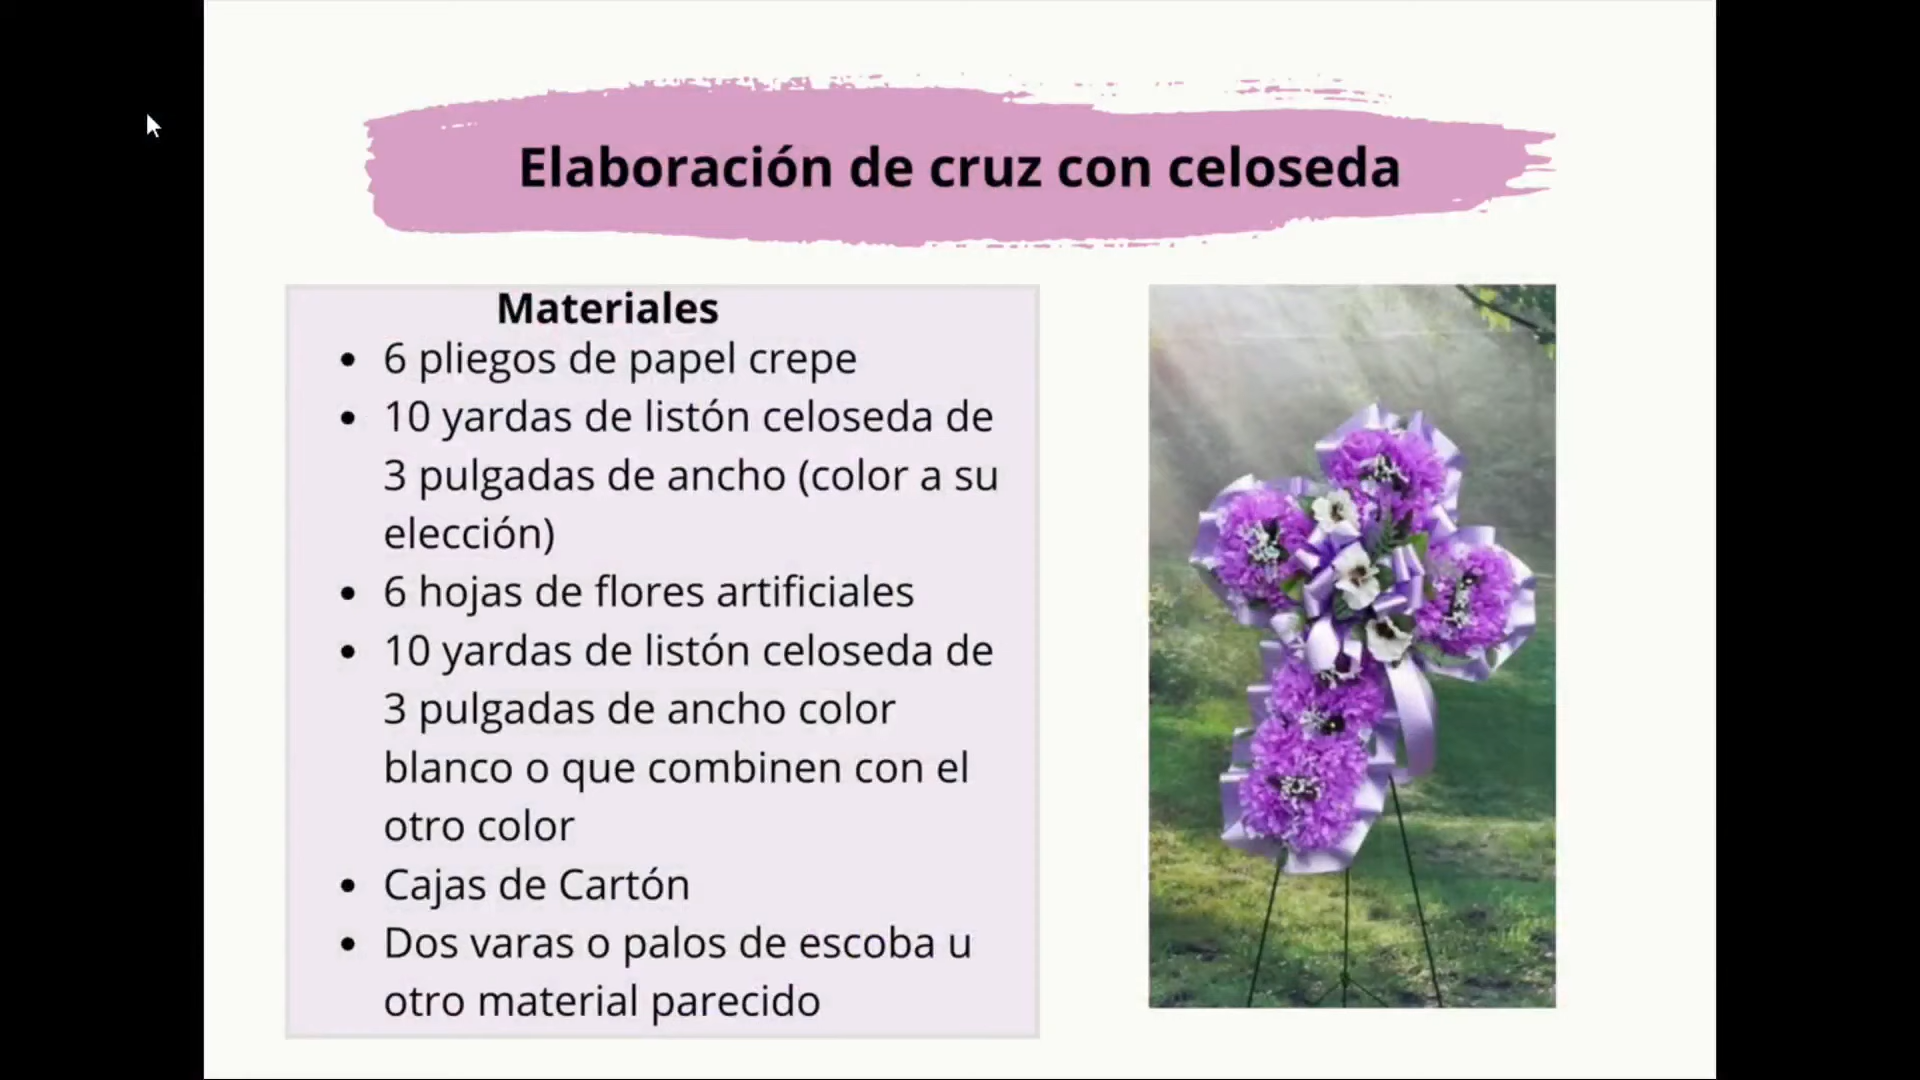 Elaboración de cruz con celoseda
Materiales
• 6 pliegos de papel crepe
• 10 yardas de listón celoseda de
3 pulgadas de ancho (color a su
elección)
• 6 hojas de flores artificiales
• 10 yardas de listón celoseda de
3 pulgadas de ancho color
blanco o que combinen con el
otro color
• Cajas de Cartón
• Dos varas o palos de escoba u
otro material parecido